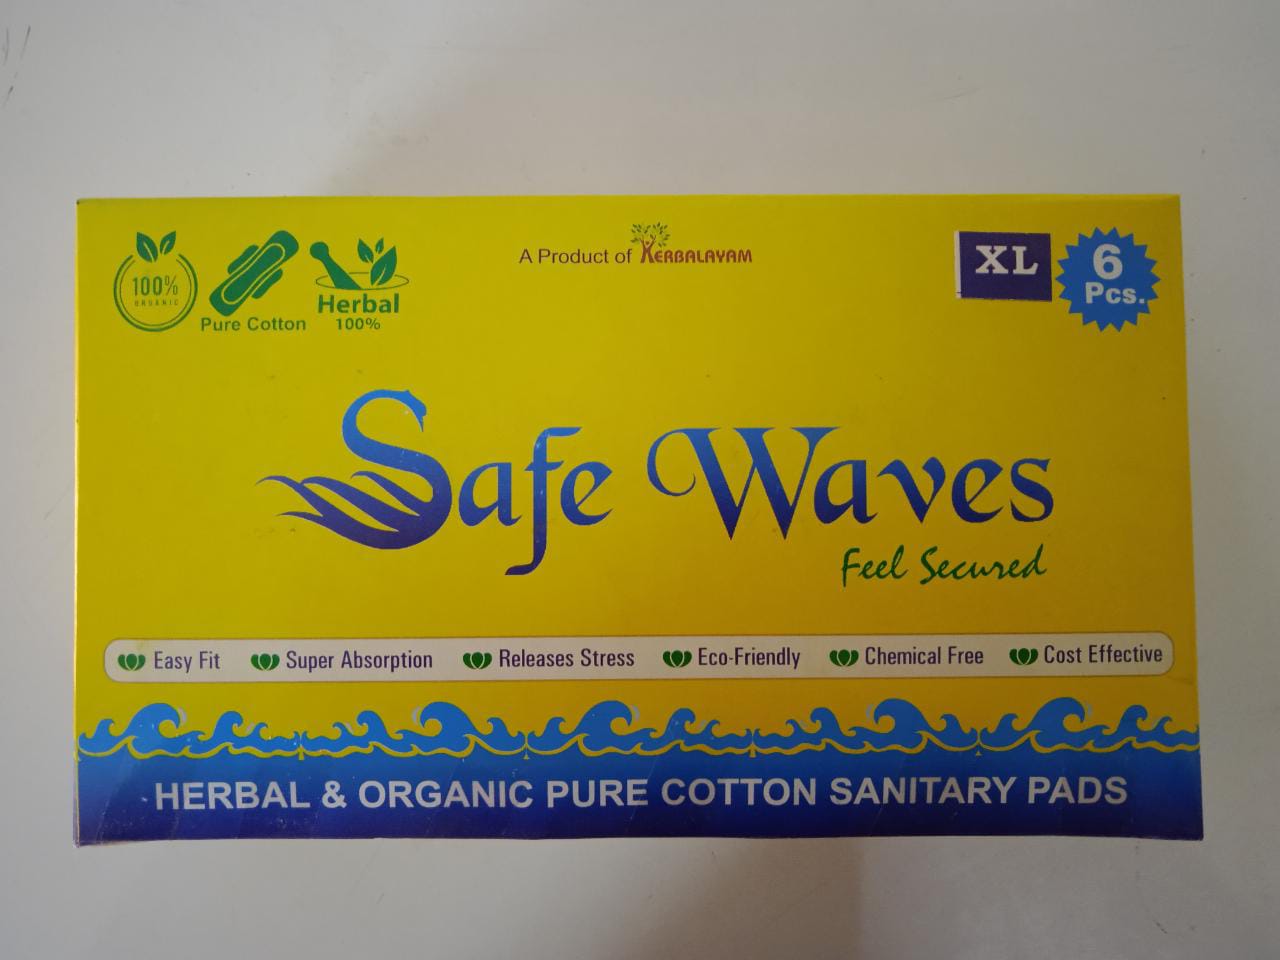 100%
ORGANIC
Pure Cotton
Herbal
100%
A Product of HERBALAYAM
XL
6
Pcs.
Safe Waves
Feel Secured
Easy Fit Super Absorption Releases Stress Eco-Friendly Chemical Free Cost Effective
HERBAL & ORGANIC PURE COTTON SANITARY PADS